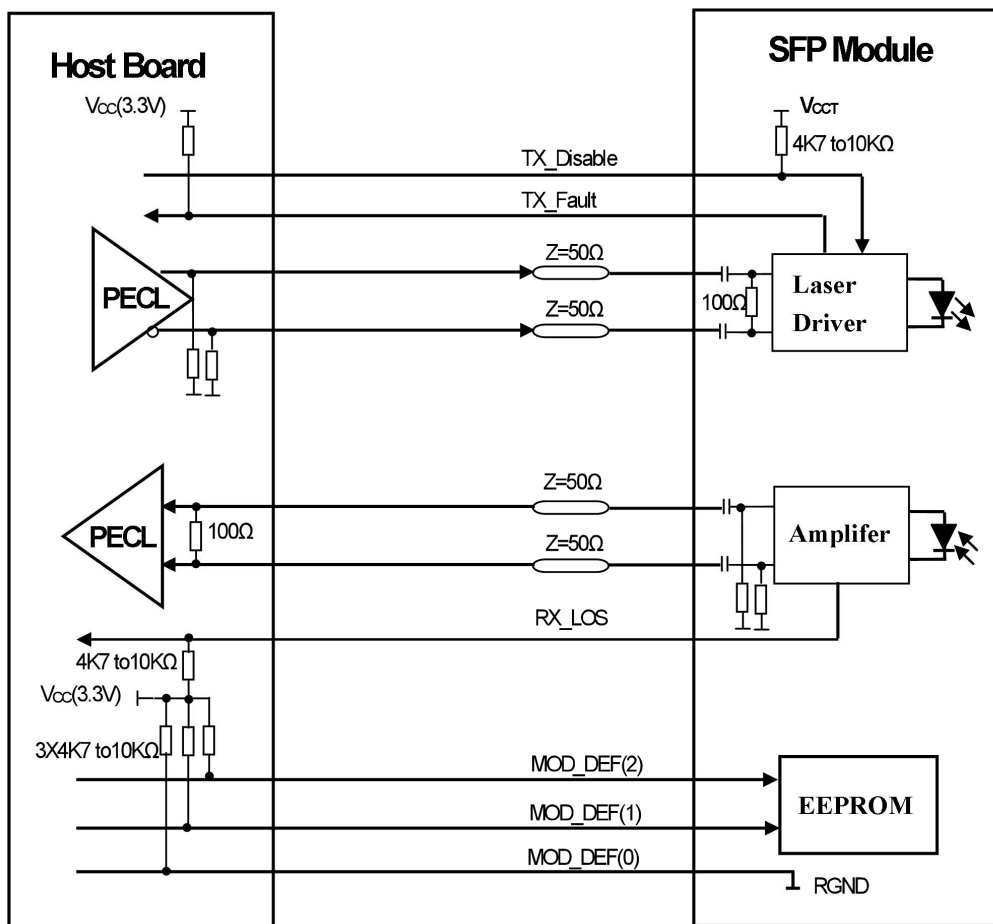 Host Board
SFP Module
VCC(3.3V)
VCCT
4K7 to10KΩ
TX_Disable
TX_Fault
Z=50Ω
PECL
100Ω
Laser
Driver
Z=50Ω
Z=50Ω
PECL
100Ω
Amplifer
Z=50Ω
RX_LOS
4K7 to10KΩ
VCC(3.3V)
3X4K7 to10KΩ
MOD_DEF(2)
EEPROM
MOD_DEF(1)
MOD_DEF(0)
RGND